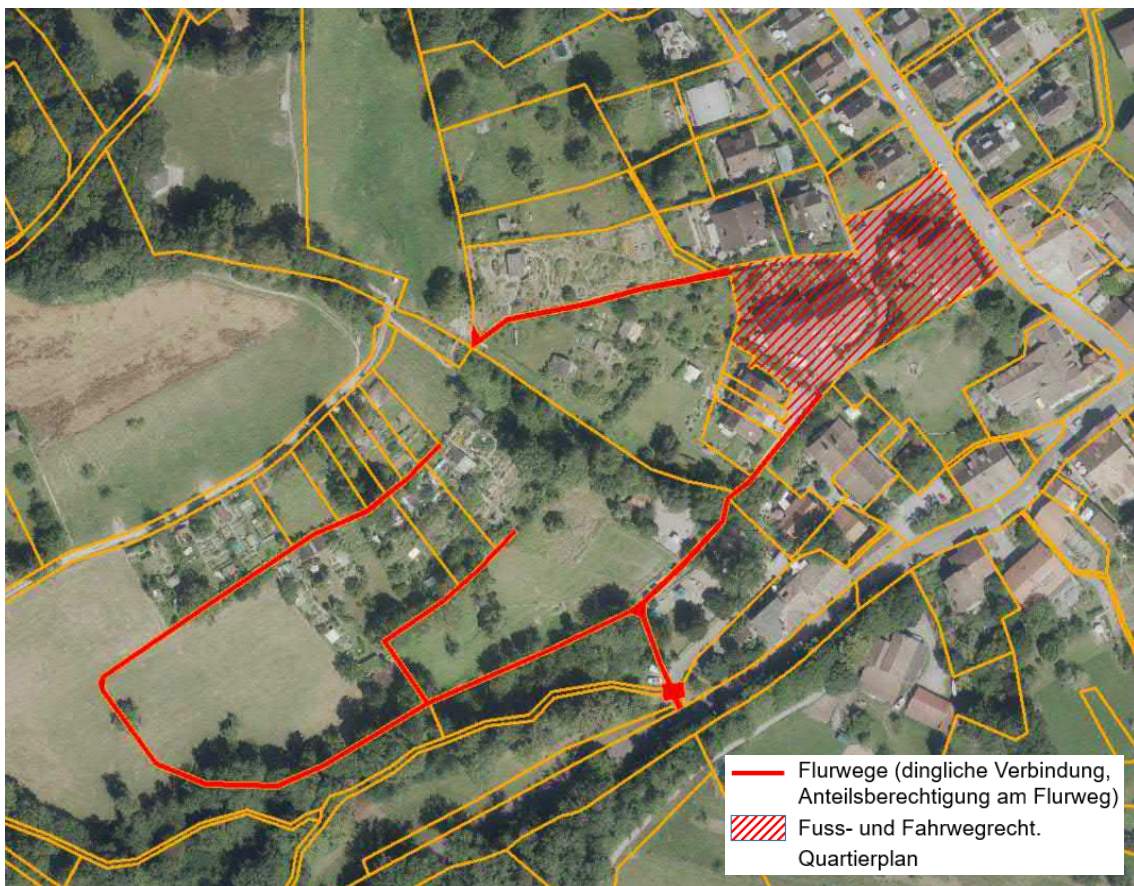 Flurwege (dingliche Verbindung,
Anteilsberechtigung am Flurweg)
Fuss- und Fahrwegrecht.
Quartierplan